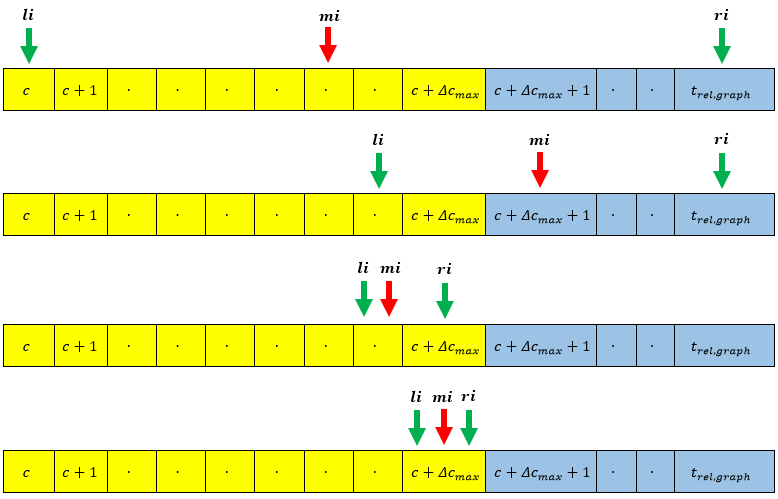 li mi ri
c c + 1 · · · · · · c + Δc_max c + Δc_max + 1 · · t_rel,graph
li mi ri
c c + 1 · · · · · · c + Δc_max c + Δc_max + 1 · · t_rel,graph
li mi ri
c c + 1 · · · · · · c + Δc_max c + Δc_max + 1 · · t_rel,graph
li mi ri
c c + 1 · · · · · · c + Δc_max c + Δc_max + 1 · · t_rel,graph